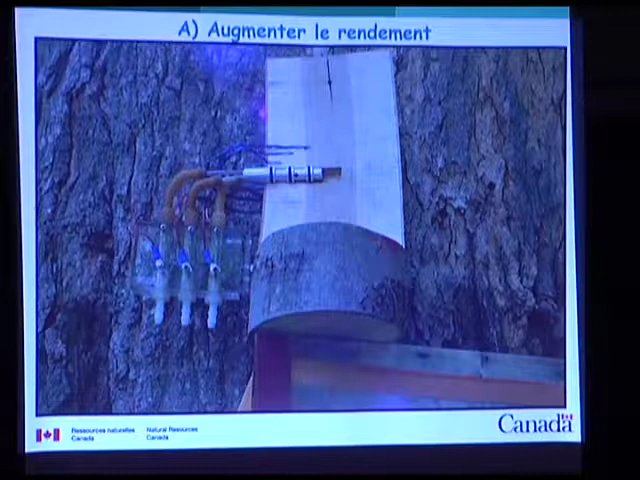 A) Augmenter le rendement
Ressources naturelles Canada
Natural Resources Canada
Canada